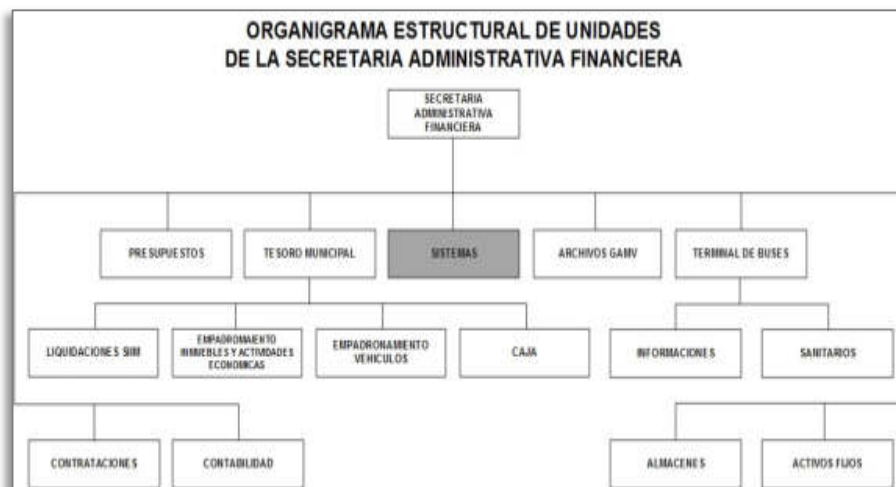 ORGANIGRAMA ESTRUCTURAL DE UNIDADES
DE LA SECRETARIA ADMINISTRATIVA FINANCIERA
SECRETARIA
ADMINISTRATIVA
FINANCIERA
PRESUPUESTOS
TESORO MUNICIPAL
SISTEMAS
ARCHIVOS GAMV
TERMINAL DE BUSES
LIQUIDACIONES SIIM
EMPADROMAIENTO
INMUEBLES Y ACTIVIDADES
ECONOMICAS
EMPADRONAMIENTO
VEHICULOS
CAJA
INFORMACIONES
SANITARIOS
CONTRATACIONES
CONTABILIDAD
ALMACENES
ACTIVOS FIJOS